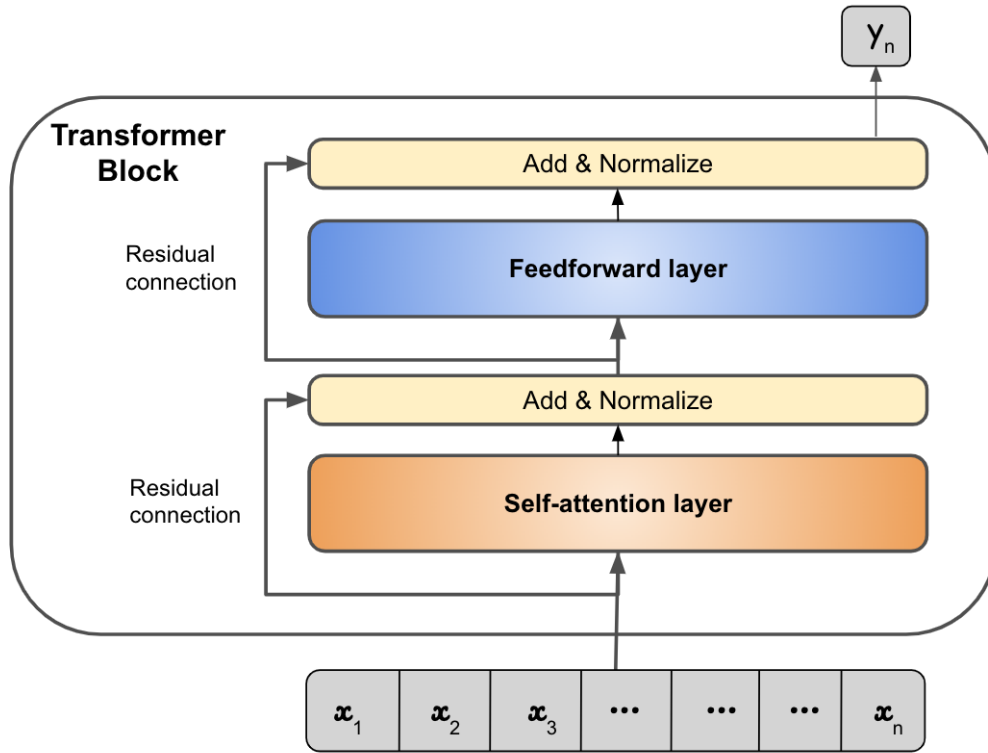 yₙ
Transformer
Block
Add & Normalize
Residual
connection
Feedforward layer
Add & Normalize
Residual
connection
Self-attention layer
x₁ x₂ x₃ ... ... ... xₙ